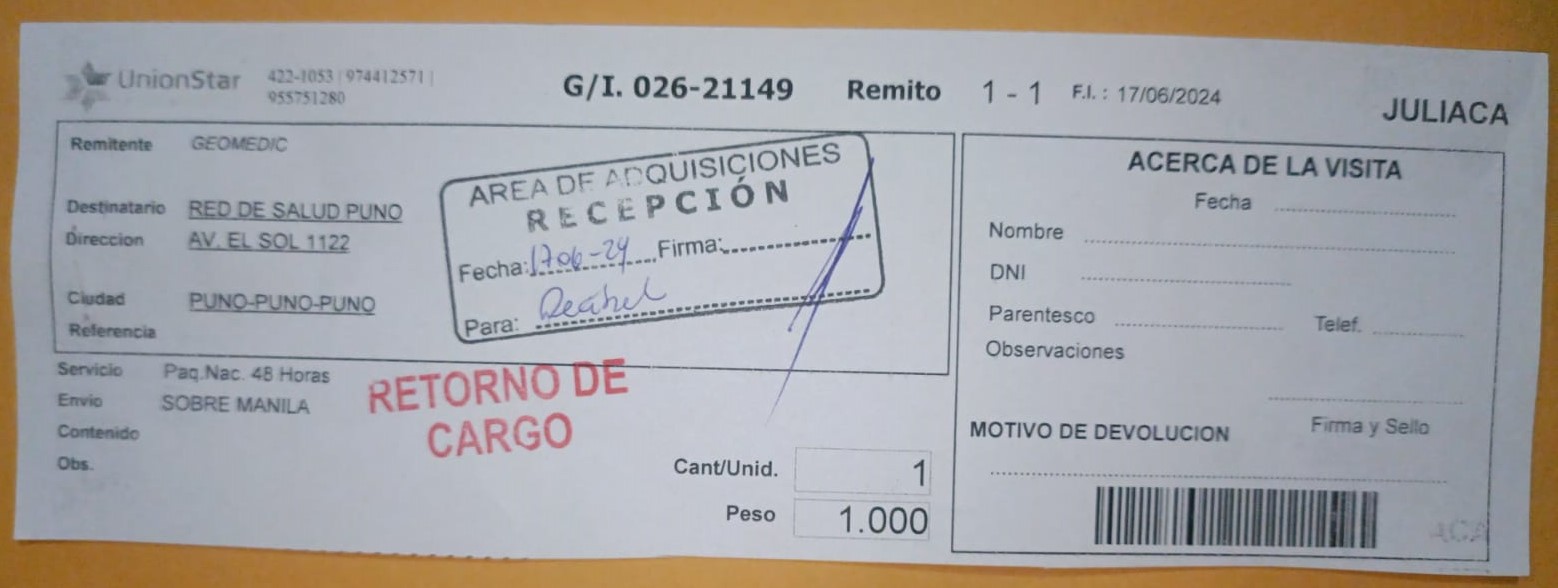 UnionStar 422-1053 | 974412571 |
955751280
G/I. 026-21149 Remito 1 - 1 F.I. : 17/06/2024
JULIACA
Remitente GEOMEDIC
Destinatario RED DE SALUD PUNO
Direccion AV. EL SOL 1122
Ciudad PUNO-PUNO-PUNO
Referencia
AREA DE ADQUISICIONES
RECEPCIÓN
Fecha: 17 06-24 Firma:
Para:
Servicio Paq.Nac. 48 Horas
Envio SOBRE MANILA
Contenido
Obs.
RETORNO DE
CARGO
Cant/Unid. 1
Peso 1.000
ACERCA DE LA VISITA
Fecha
Nombre
DNI
Parentesco Telef.
Observaciones
Firma y Sello
MOTIVO DE DEVOLUCION